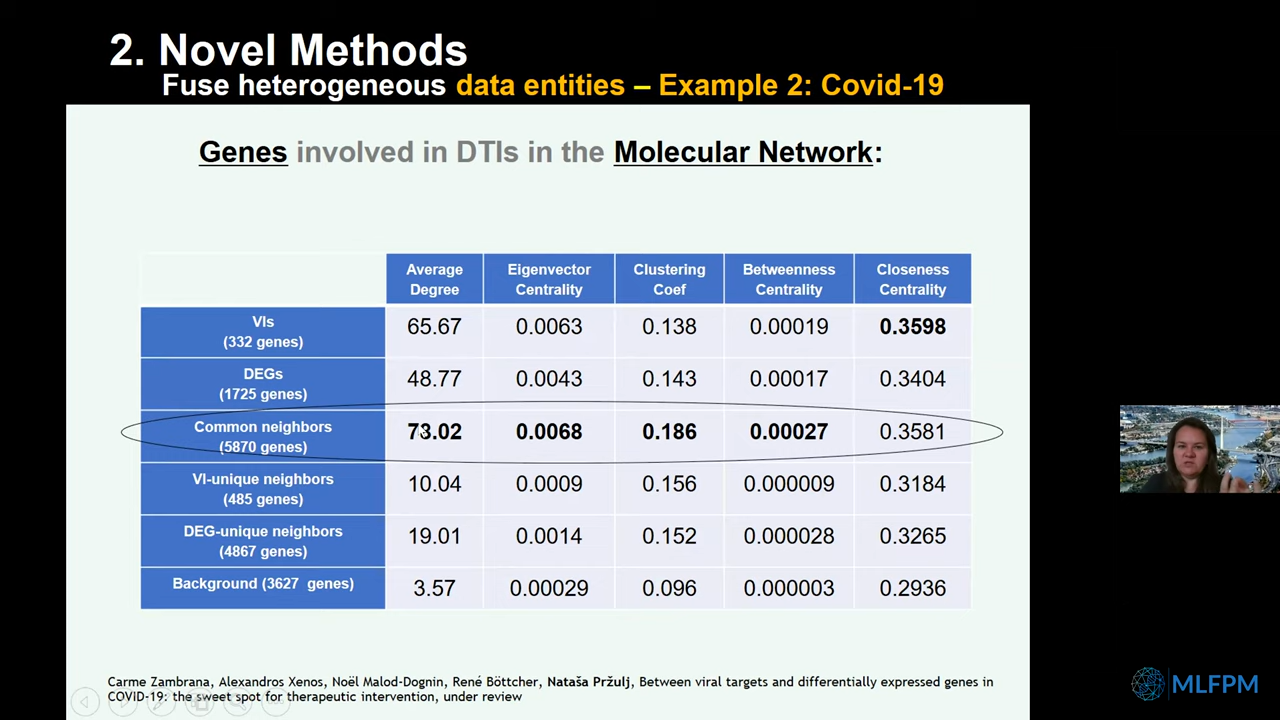 2. Novel Methods
Fuse heterogeneous data entities – Example 2: Covid-19
Genes involved in DTIs in the Molecular Network:
Average Degree Eigenvector Centrality Clustering Coef Betweenness Centrality Closeness Centrality
VIs (332 genes) 65.67 0.0063 0.138 0.00019 0.3598
DEGs (1725 genes) 48.77 0.0043 0.143 0.00017 0.3404
Common neighbors (5870 genes) 73.02 0.0068 0.186 0.00027 0.3581
VI-unique neighbors (485 genes) 10.04 0.0009 0.156 0.000009 0.3184
DEG-unique neighbors (4867 genes) 19.01 0.0014 0.152 0.000028 0.3265
Background (3627 genes) 3.57 0.00029 0.096 0.000003 0.2936
Carme Zambrana, Alexandros Xenos, Noël Malod-Dognin, René Böttcher, Nataša Pržulj, Between viral targets and differentially expressed genes in
COVID-19: the sweet spot for therapeutic intervention, under review
MLFPM